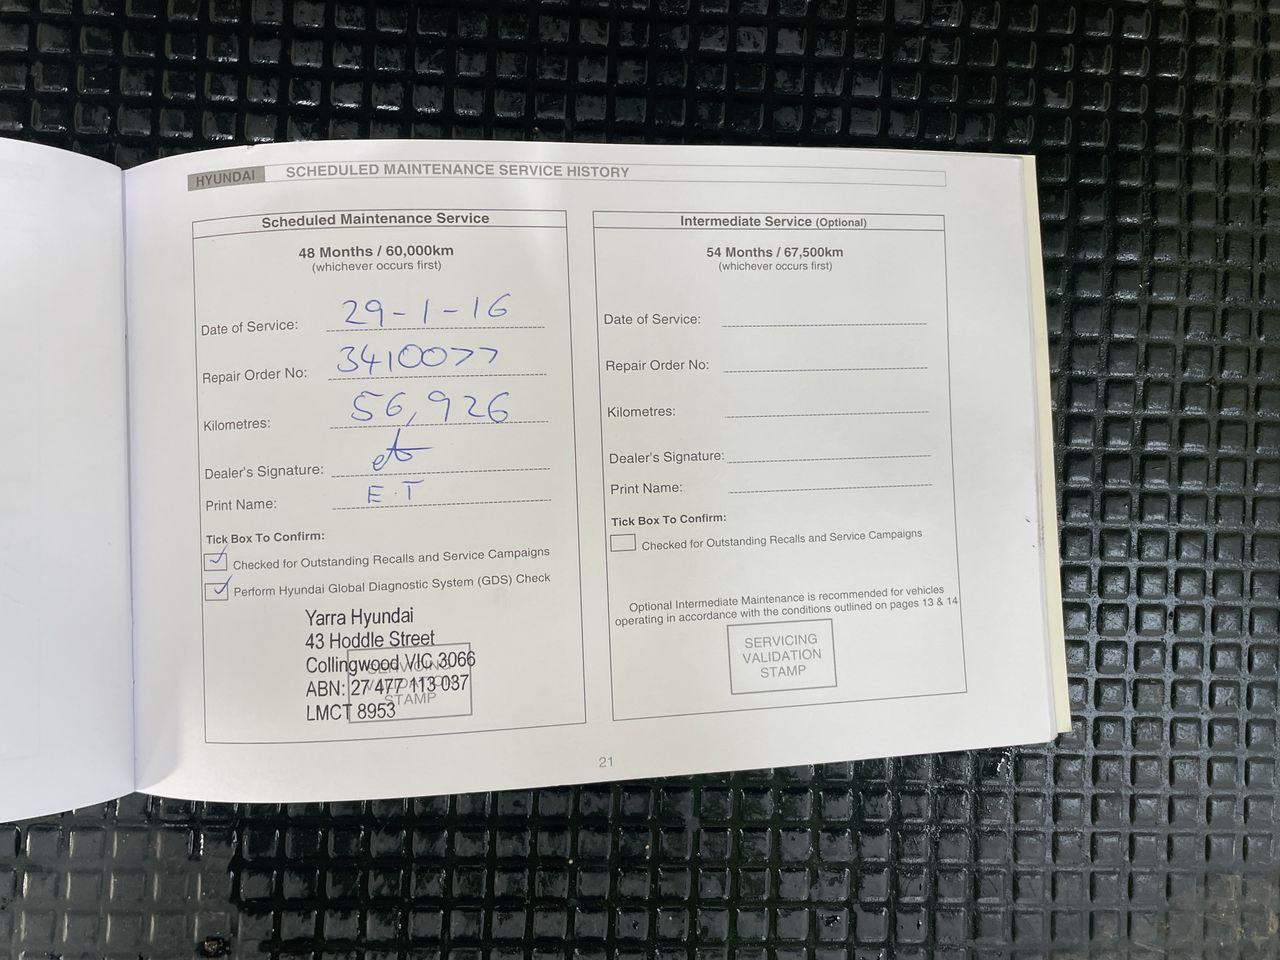 HYUNDAI SCHEDULED MAINTENANCE SERVICE HISTORY
Scheduled Maintenance Service
48 Months / 60,000km
(whichever occurs first)
Date of Service: 29-1-16
Repair Order No: 3410077
Kilometres: 56,926
Dealer's Signature:
Print Name: E.T
Tick Box To Confirm:
Checked for Outstanding Recalls and Service Campaigns
Perform Hyundai Global Diagnostic System (GDS) Check
Yarra Hyundai
43 Hoddle Street
Collingwood VIC 3066
ABN: 27 477 113 037
LMCT 8953
SERVICING
VALIDATION
STAMP
Intermediate Service (Optional)
54 Months / 67,500km
(whichever occurs first)
Date of Service:
Repair Order No:
Kilometres:
Dealer's Signature:
Print Name:
Tick Box To Confirm:
Checked for Outstanding Recalls and Service Campaigns
Optional Intermediate Maintenance is recommended for vehicles
operating in accordance with the conditions outlined on pages 13 & 14
SERVICING
VALIDATION
STAMP
21